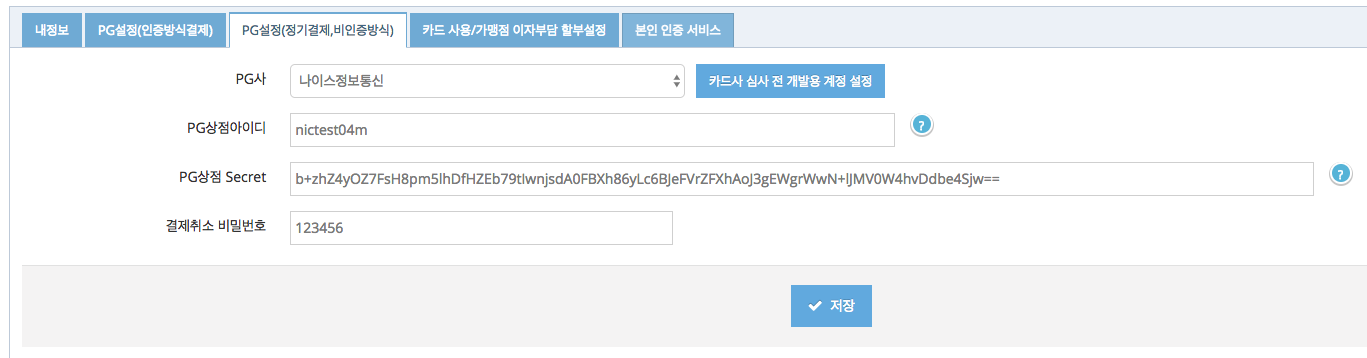 내정보 PG설정(인증방식결제) PG설정(정기결제,비인증방식) 카드 사용/가맹점 이자부담 할부설정 본인 인증 서비스
PG사 나이스정보통신 카드사 심사 전 개발용 계정 설정
PG상점아이디 nictest04m ?
PG상점 Secret b+zhZ4yOZ7FsH8pm5lhDfHZEb79tIwnjsdA0FBXh86yLc6BJeFVrZFXhAoJ3gEWgrWwN+lJMV0W4hvDdbe4Sjw== ?
결제취소 비밀번호 123456
저장